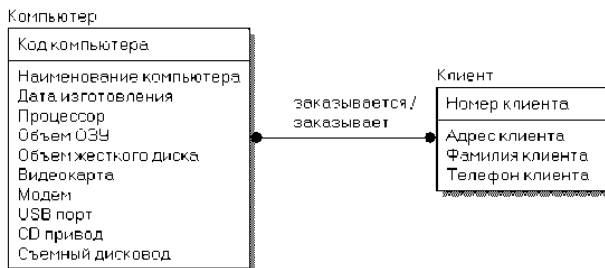 Компьютер
Код компьютера
Наименование компьютера
Дата изготовления
Процессор
Объем ОЗУ
Объем жесткого диска
Видеокарта
Модем
USB порт
CD привод
Съемный дисковод
заказывается/
заказывает
Клиент
Номер клиента
Адрес клиента
Фамилия клиента
Телефон клиента